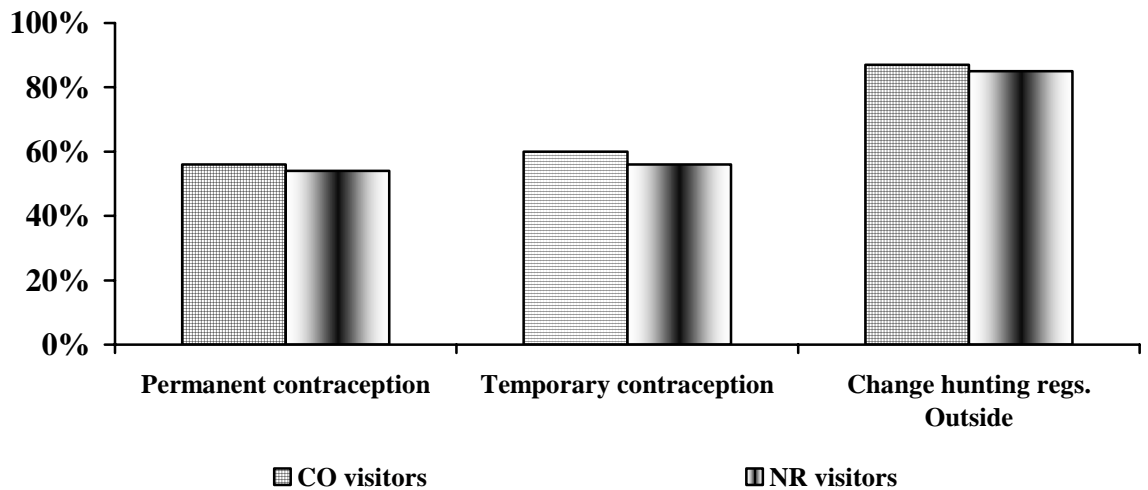 100%
80%
60%
40%
20%
0%
Permanent contraception
Temporary contraception
Change hunting regs.
Outside
CO visitors
NR visitors